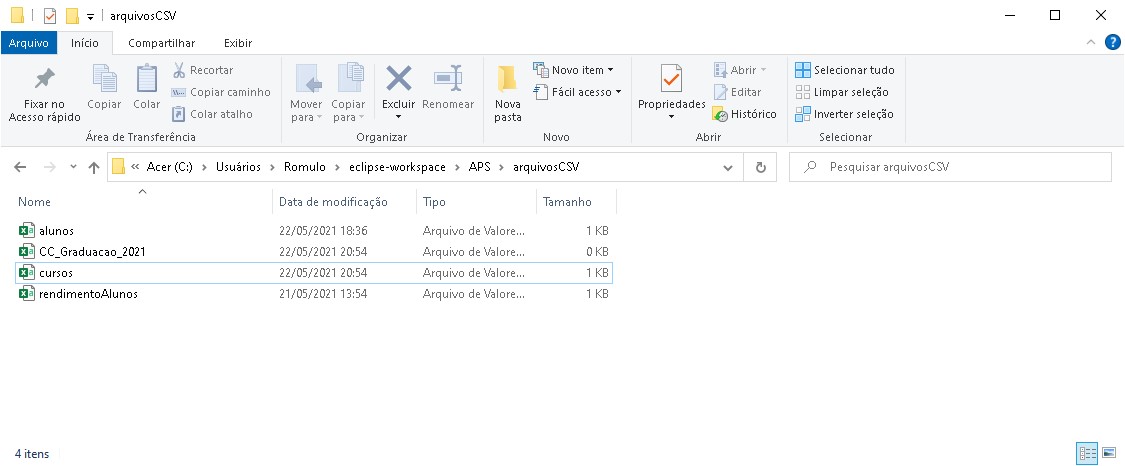 arquivosCSV
Arquivo Início Compartilhar Exibir
Fixar no Acesso rápido
Copiar
Colar
Recortar
Copiar caminho
Colar atalho
Área de Transferência
Mover para
Copiar para
Excluir
Renomear
Organizar
Nova pasta
Novo item
Fácil acesso
Novo
Propriedades
Abrir
Editar
Histórico
Abrir
Selecionar tudo
Limpar seleção
Inverter seleção
Selecionar
« Acer (C:) > Usuários > Romulo > eclipse-workspace > APS > arquivosCSV
Pesquisar arquivosCSV
Nome Data de modificação Tipo Tamanho
alunos 22/05/2021 18:36 Arquivo de Valore... 1 KB
CC_Graduacao_2021 22/05/2021 20:54 Arquivo de Valore... 0 KB
cursos 22/05/2021 20:54 Arquivo de Valore... 1 KB
rendimentoAlunos 21/05/2021 13:54 Arquivo de Valore... 1 KB
4 itens